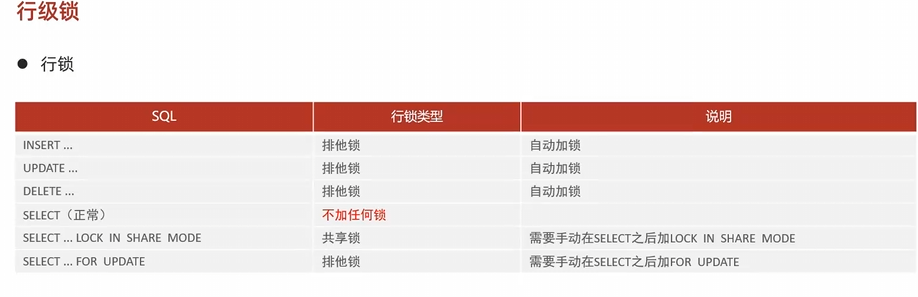 行级锁
● 行锁
SQL 行锁类型 说明
INSERT ... 排他锁 自动加锁
UPDATE ... 排他锁 自动加锁
DELETE ... 排他锁 自动加锁
SELECT（正常） 不加任何锁
SELECT ... LOCK IN SHARE MODE 共享锁 需要手动在SELECT之后加LOCK IN SHARE MODE
SELECT ... FOR UPDATE 排他锁 需要手动在SELECT之后加FOR UPDATE